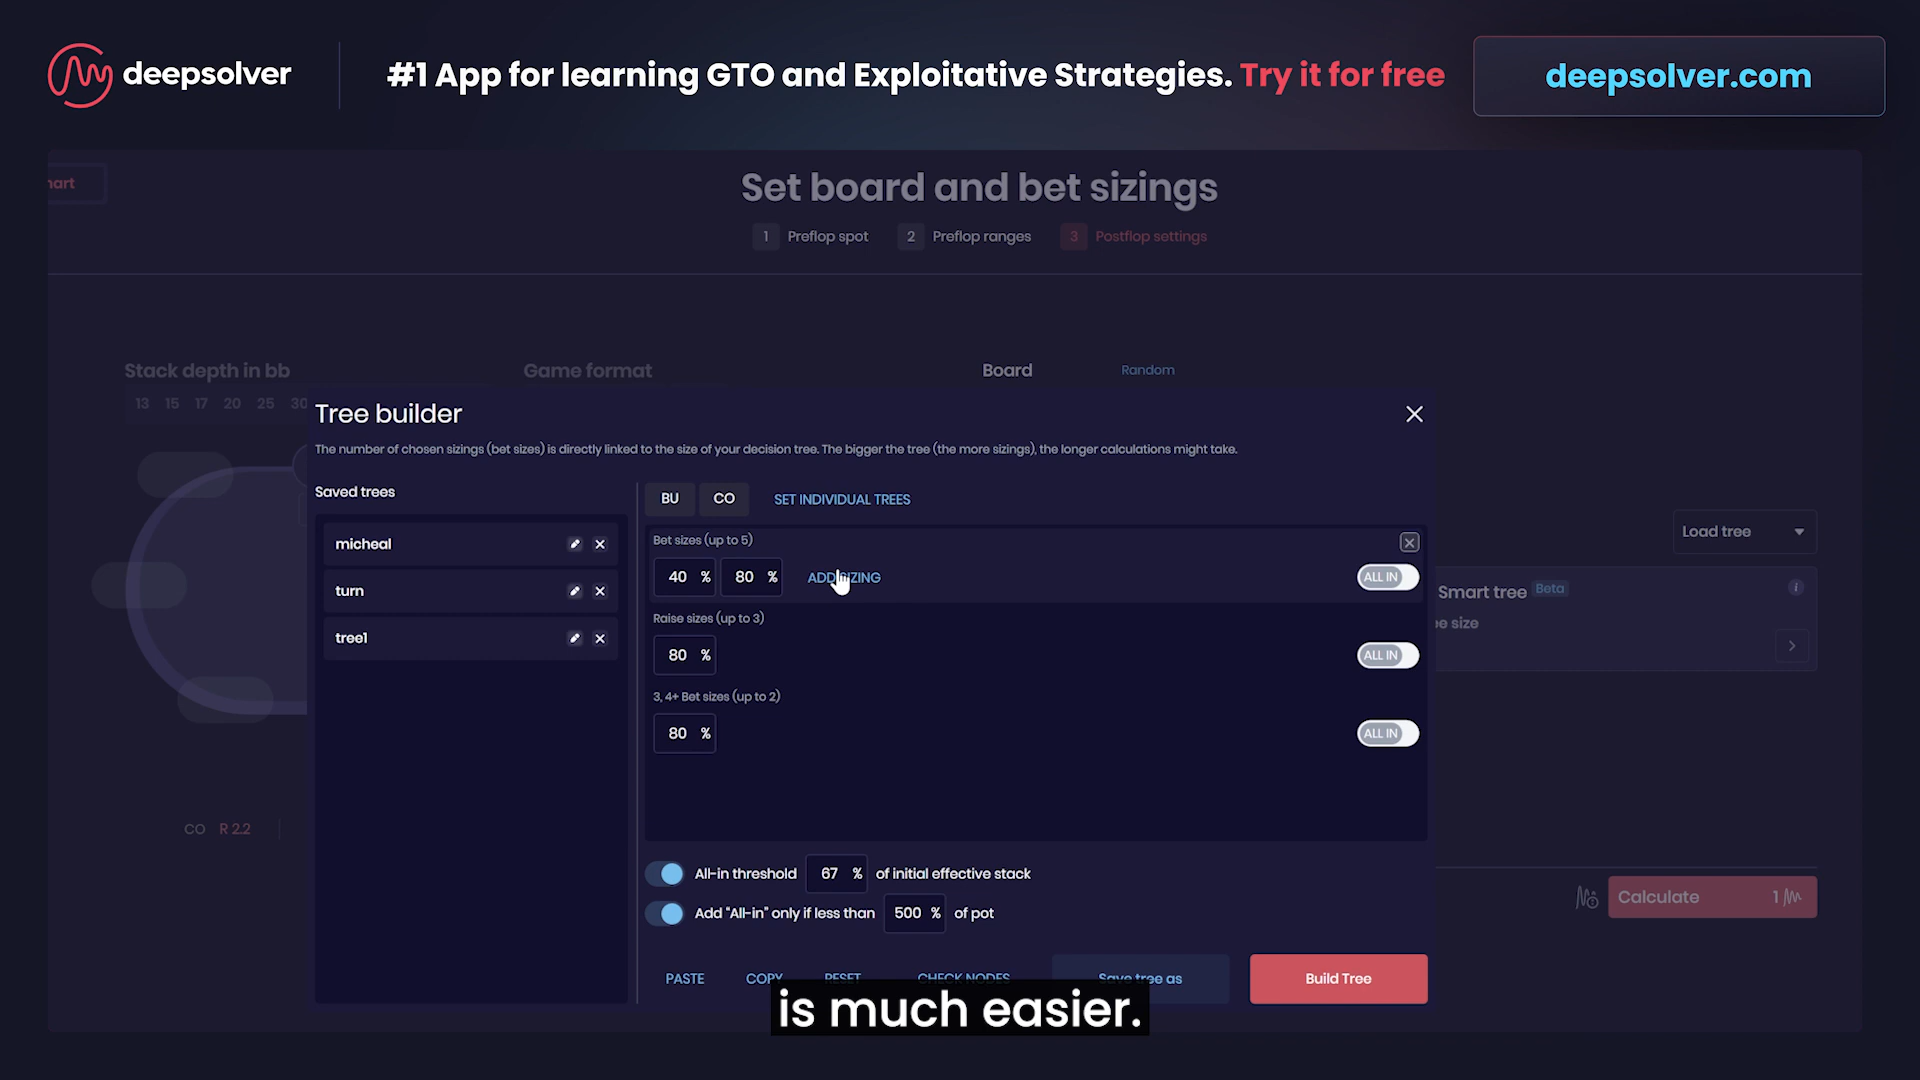 deepsolver
#1 App for learning GTO and Exploitative Strategies. Try it for free
deepsolver.com
Set board and bet sizings
1 Preflop spot 2 Preflop ranges 3 Postflop settings
Stack depth in bb
Game format
Board
Random
13 15 17 20 25 30
Tree builder
The number of chosen sizings (bet sizes) is directly linked to the size of your decision tree. The bigger the tree (the more sizings), the longer calculations might take.
Saved trees
micheal
turn
tree1
BU CO SET INDIVIDUAL TREES
Bet sizes (up to 5)
40 % 80 % ADD SIZING ALL IN
Raise sizes (up to 3)
80 % ALL IN
3, 4+ Bet sizes (up to 2)
80 % ALL IN
All-in threshold 67 % of initial effective stack
Add "All-in" only if less than 500 % of pot
PASTE COPY RESET CHECK NODES Save tree as Build Tree
Load tree
Smart tree Beta
size
CO R 2.2
Calculate 1
is much easier.